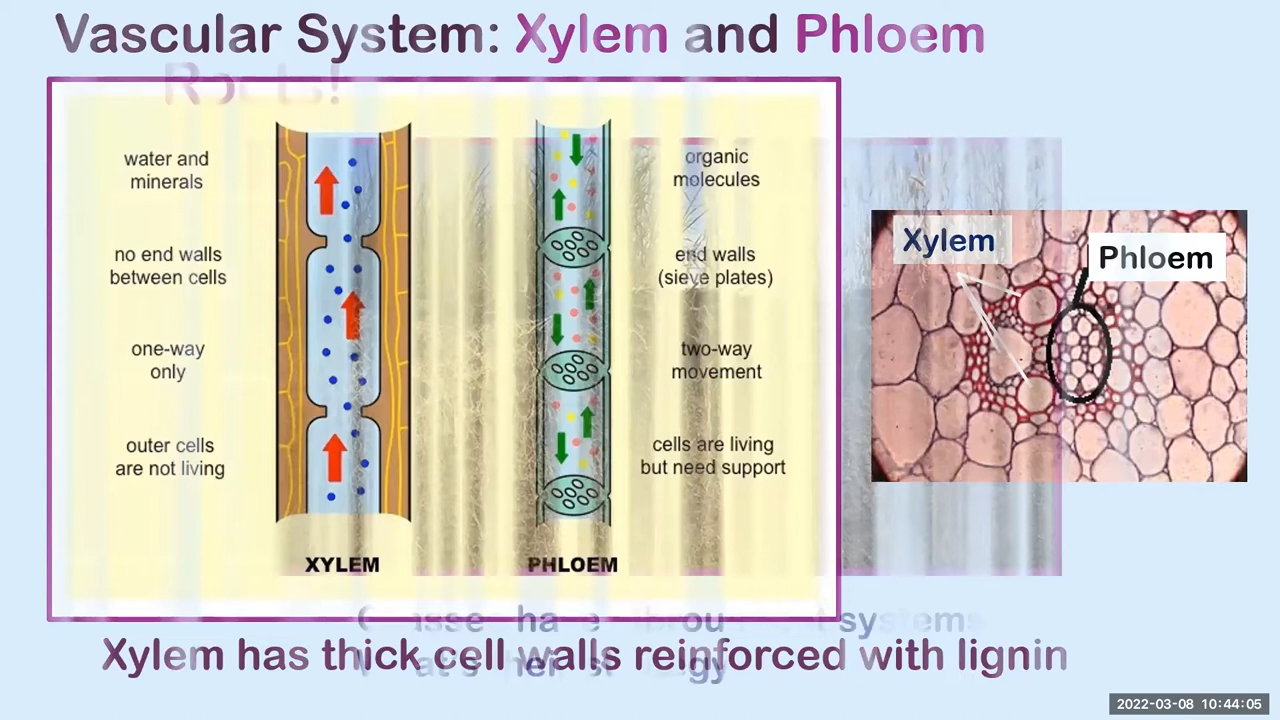 Vascular System: Xylem and Phloem
Roots!
water and
minerals
no end walls
between cells
one-way
only
outer cells
are not living
XYLEM
PHLOEM
organic
molecules
end walls
(sieve plates)
two-way
movement
cells are living
but need support
Xylem
Phloem
systems
Xylem has thick cell walls reinforced with lignin
2022-03-08 10:44:05